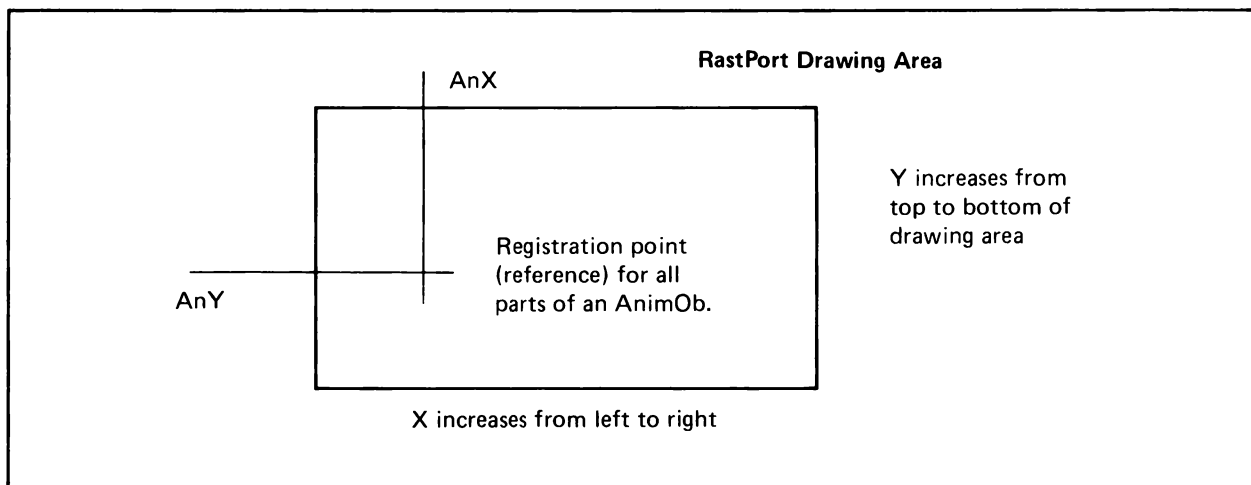 RastPort Drawing Area
AnX
Y increases from
top to bottom of
drawing area
Registration point
(reference) for all
parts of an AnimOb.
AnY
X increases from left to right